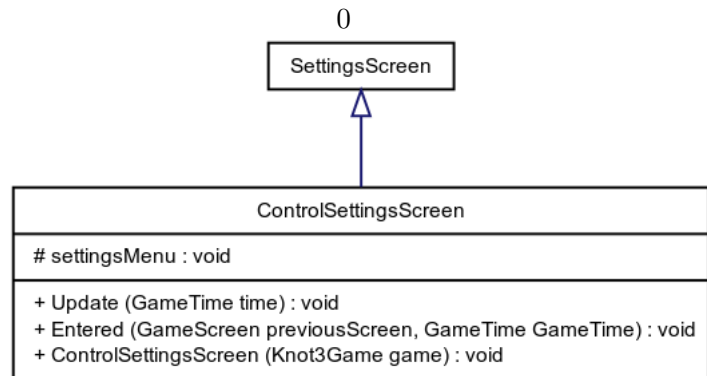 0
SettingsScreen
ControlSettingsScreen
# settingsMenu : void
+ Update (GameTime time) : void
+ Entered (GameScreen previousScreen, GameTime GameTime) : void
+ ControlSettingsScreen (Knot3Game game) : void